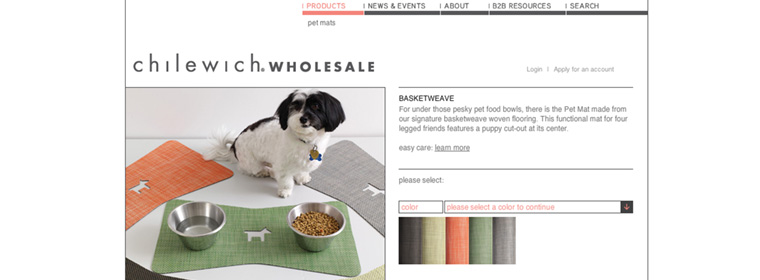 PRODUCTS NEWS & EVENTS ABOUT B2B RESOURCES SEARCH
pet mats
chilewich® WHOLESALE
Login | Apply for an account
BASKETWEAVE
For under those pesky pet food bowls, there is the Pet Mat made from
our signature basketweave woven flooring. This functional mat for four
legged friends features a puppy cut-out at its center.
easy care: learn more
please select:
color please select a color to continue